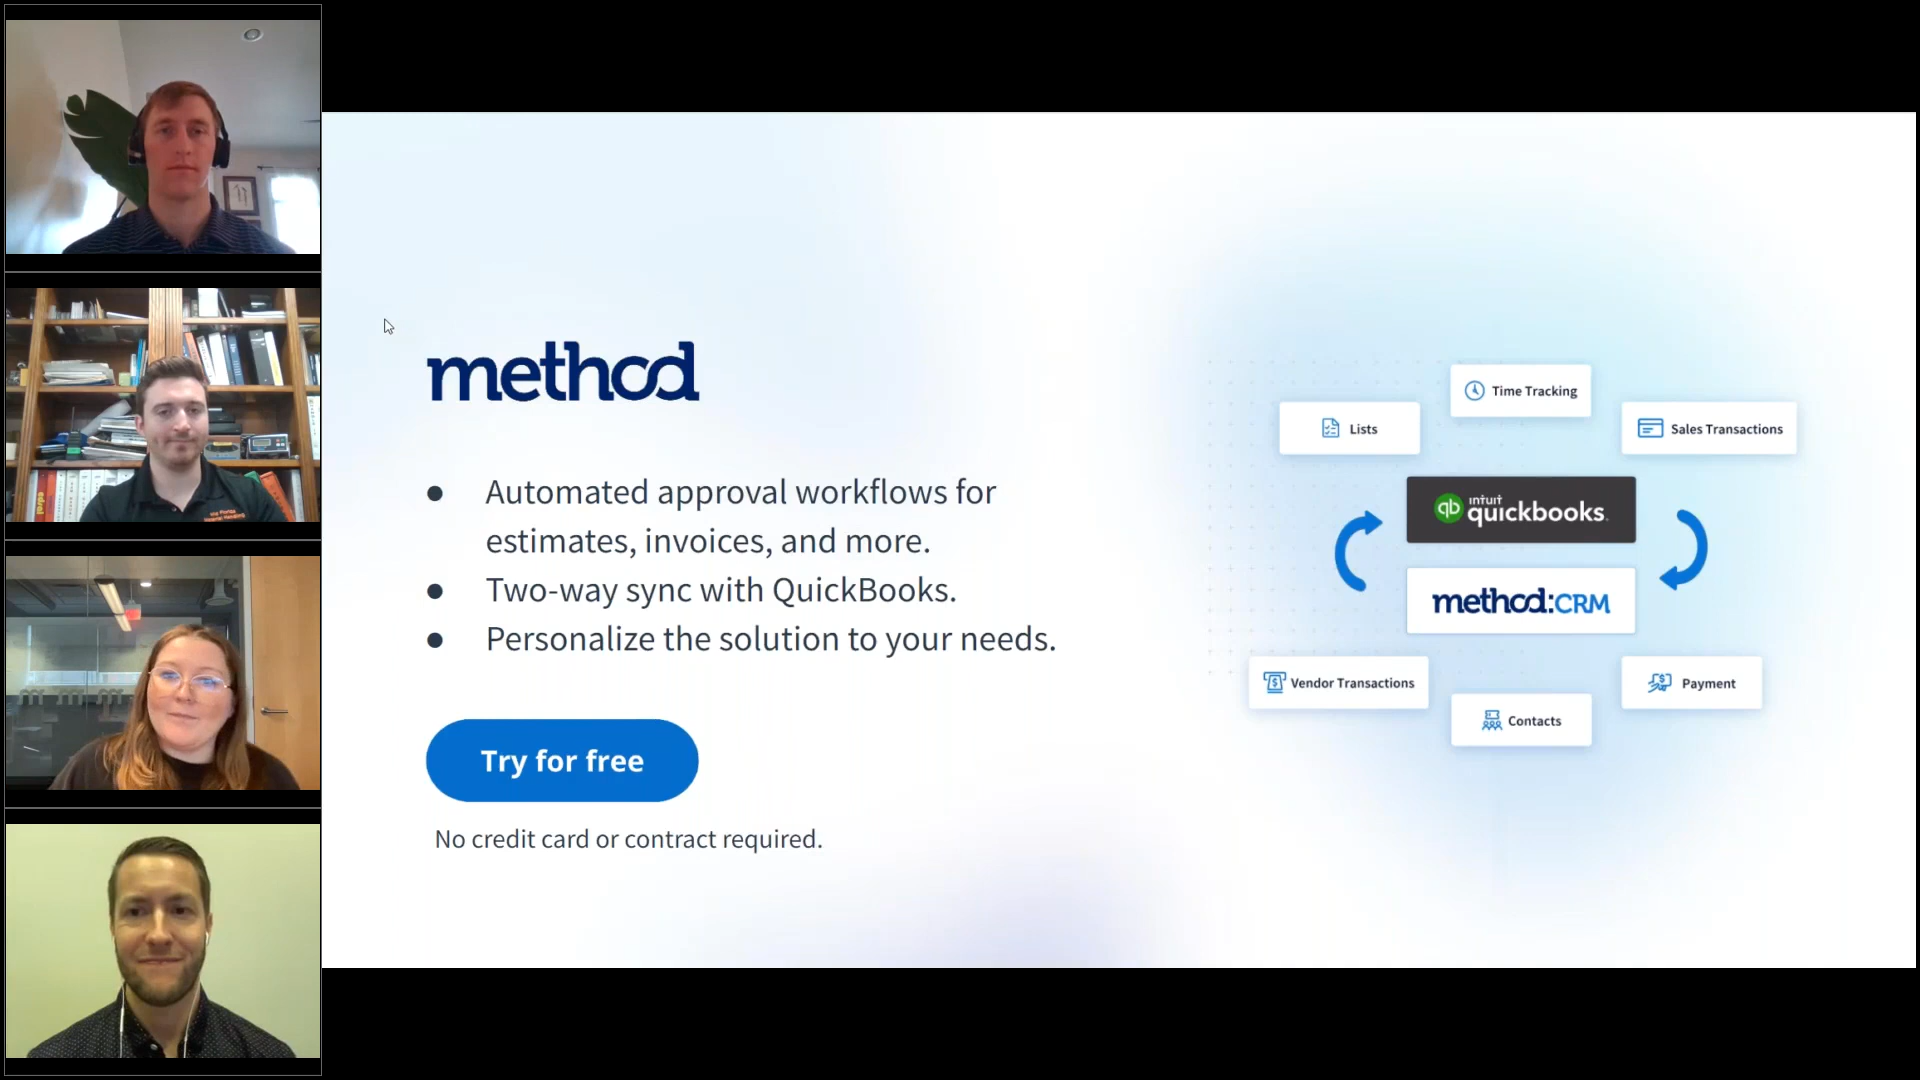 method
● Automated approval workflows for
estimates, invoices, and more.
● Two-way sync with QuickBooks.
● Personalize the solution to your needs.
Try for free
No credit card or contract required.
Time Tracking
Lists
Sales Transactions
qb intuit quickbooks.
method:CRM
Vendor Transactions
Payment
Contacts